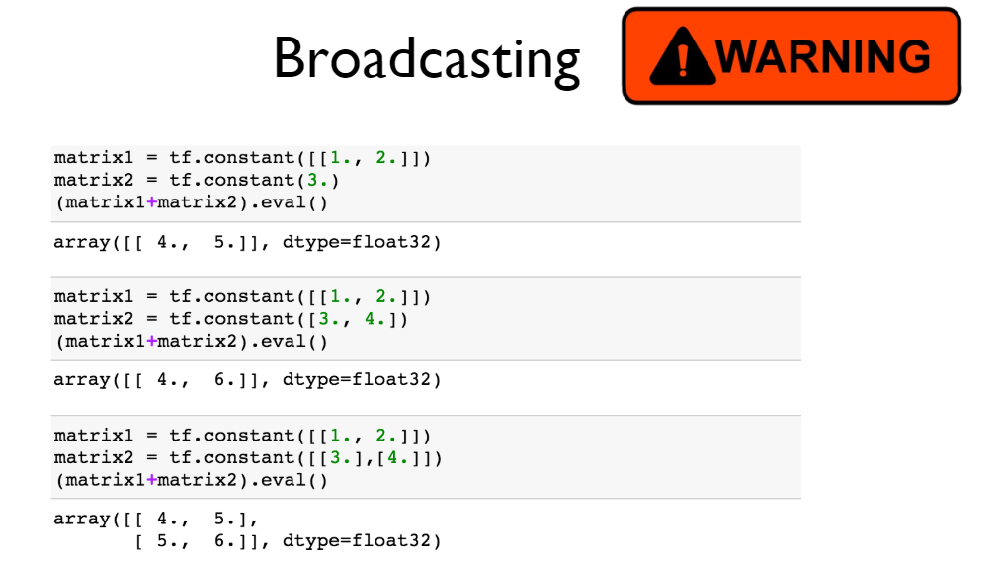 Broadcasting
WARNING
matrix1 = tf.constant([[1., 2.]])
matrix2 = tf.constant(3.)
(matrix1+matrix2).eval()
array([[ 4.,  5.]], dtype=float32)
matrix1 = tf.constant([[1., 2.]])
matrix2 = tf.constant([3., 4.])
(matrix1+matrix2).eval()
array([[ 4.,  6.]], dtype=float32)
matrix1 = tf.constant([[1., 2.]])
matrix2 = tf.constant([[3.],[4.]])
(matrix1+matrix2).eval()
array([[ 4.,  5.],
       [ 5.,  6.]], dtype=float32)